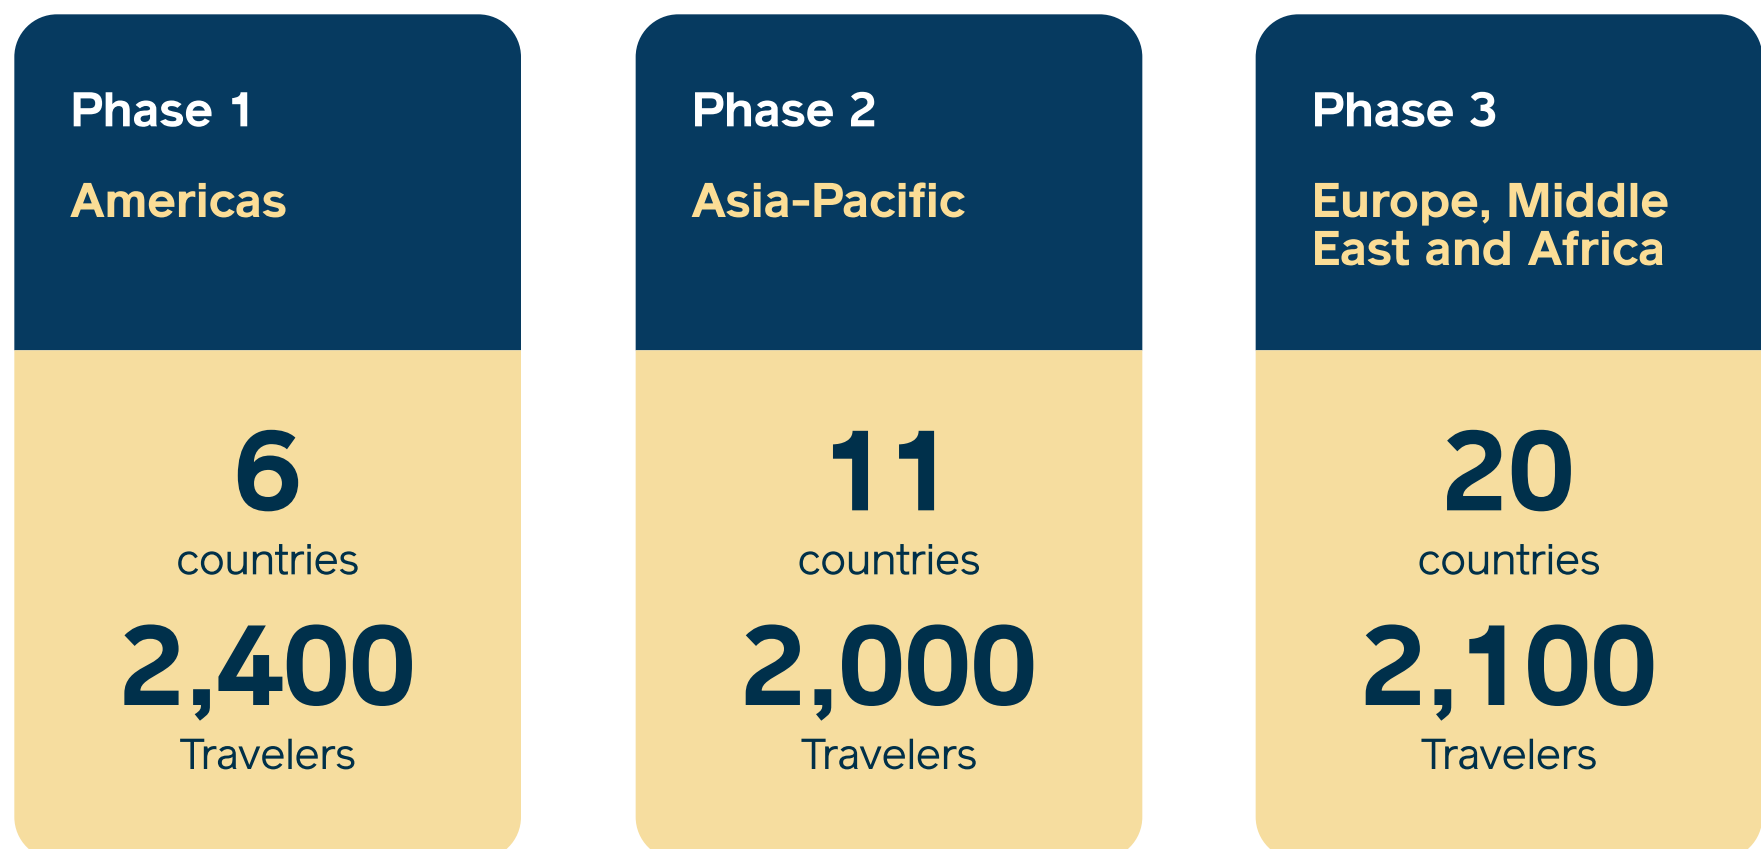 Phase 1
Americas
6
countries
2,400
Travelers
Phase 2
Asia-Pacific
11
countries
2,000
Travelers
Phase 3
Europe, Middle
East and Africa
20
countries
2,100
Travelers